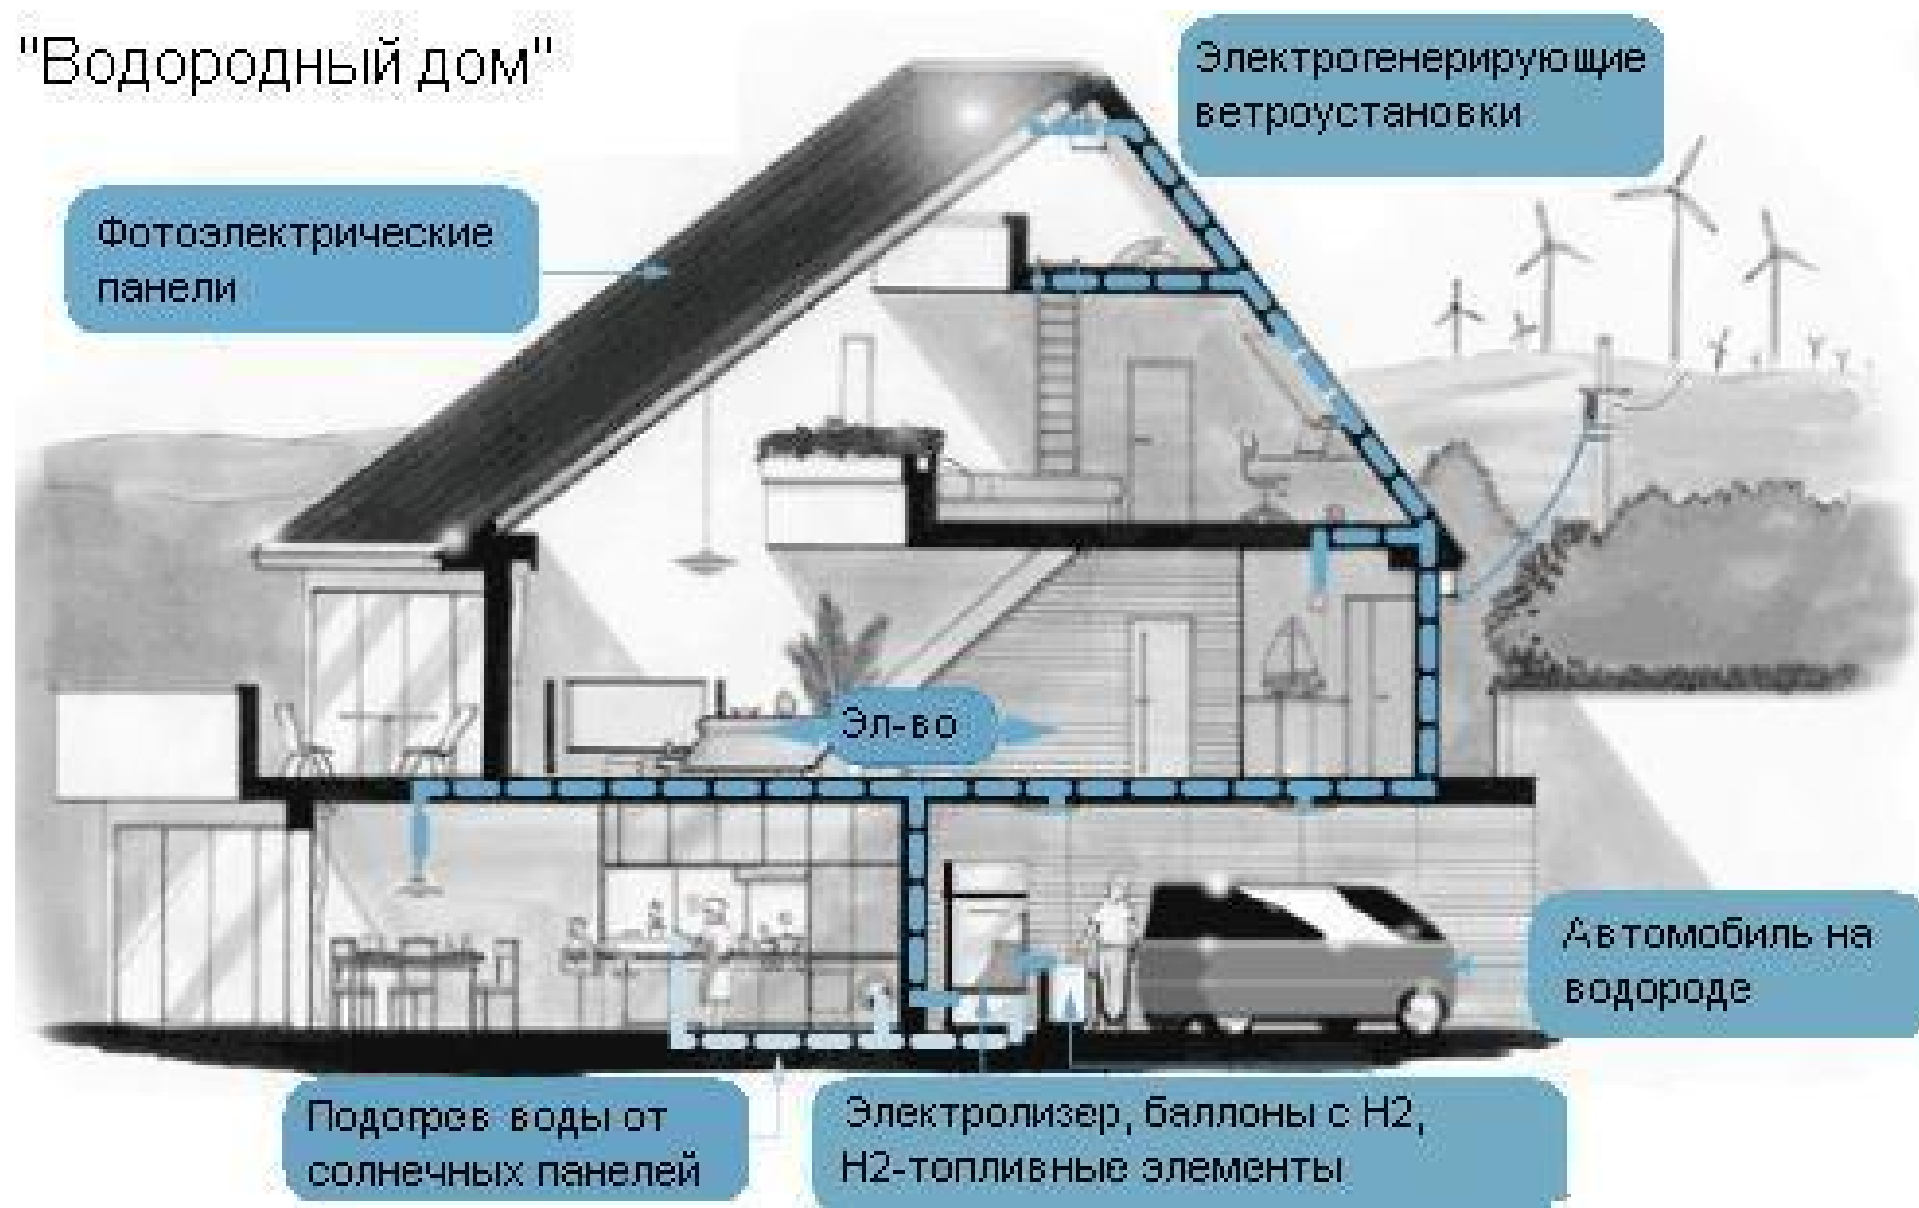 "Водородный дом"
Электрогенерирующие
ветроустановки
Фотоэлектрические
панели
Эл-во
Автомобиль на
водороде
Подогрев воды от
солнечных панелей
Электролизер, баллоны с Н2,
Н2-топливные элементы